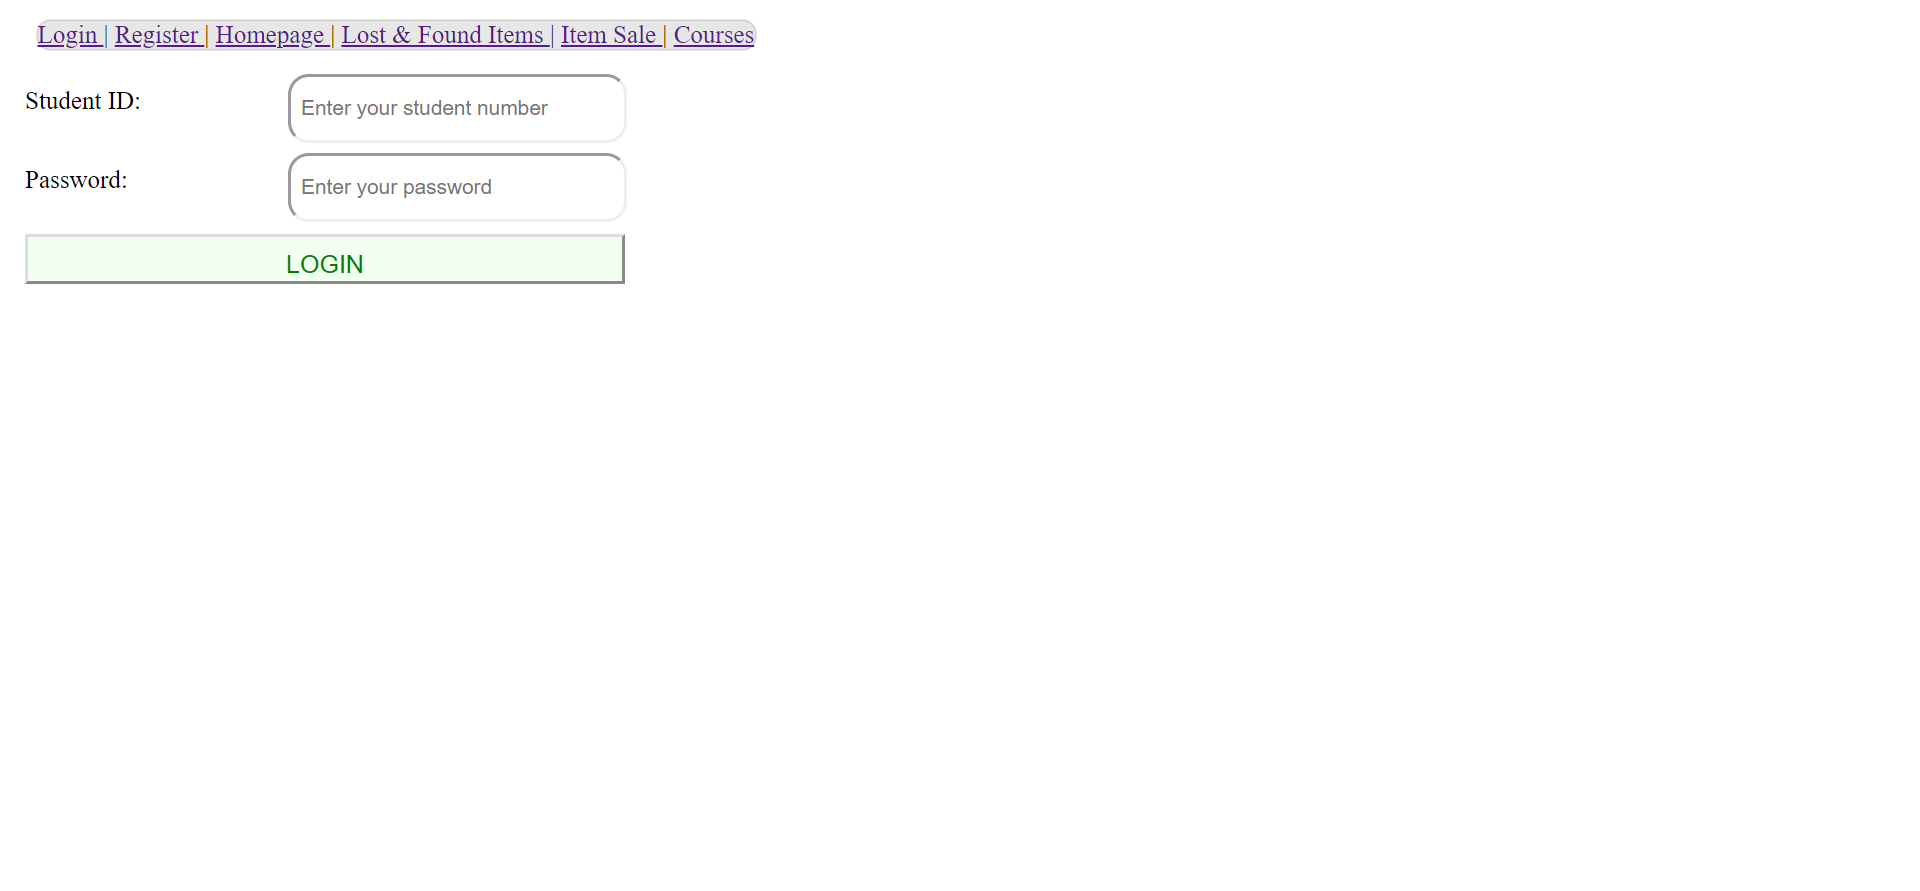 Login | Register | Homepage | Lost & Found Items | Item Sale | Courses
Student ID: Enter your student number
Password: Enter your password
LOGIN